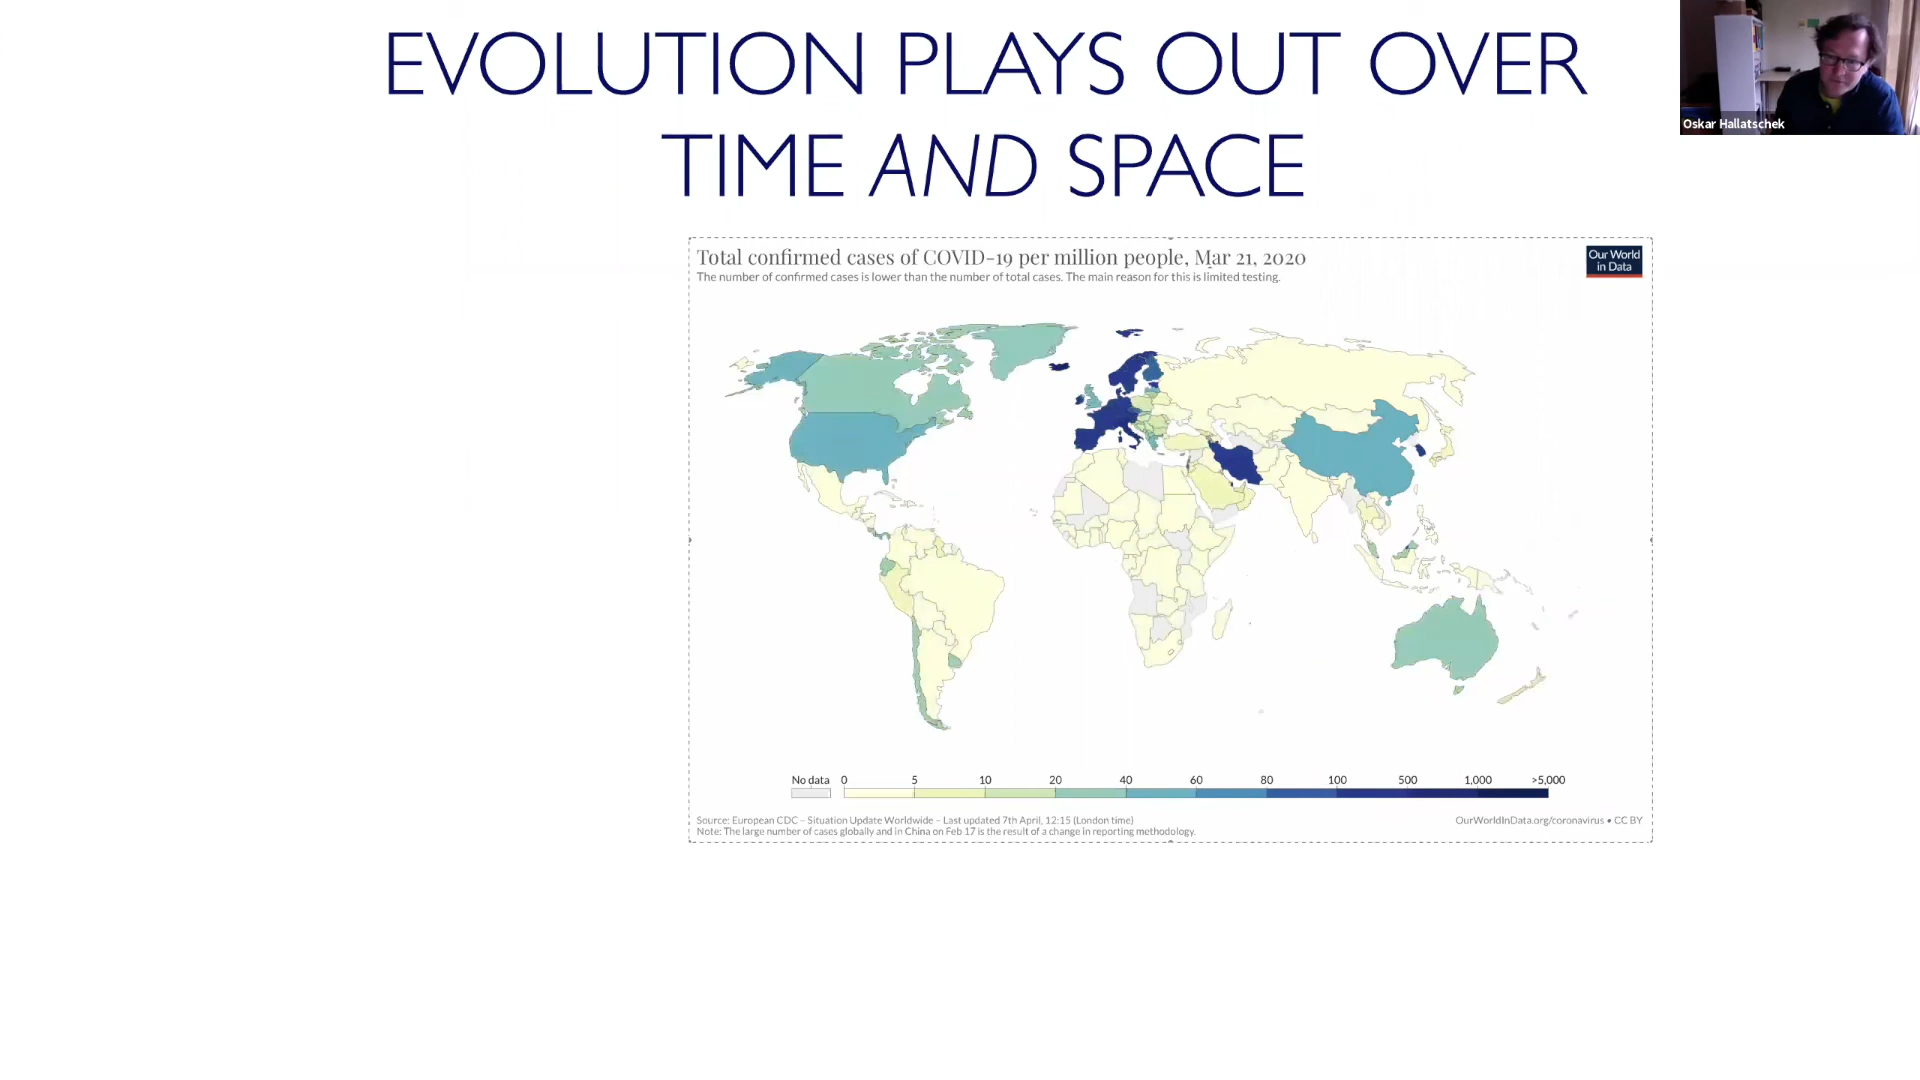 EVOLUTION PLAYS OUT OVER
TIME AND SPACE
Oskar Hallatschek
Total confirmed cases of COVID-19 per million people, Mar 21, 2020
The number of confirmed cases is lower than the number of total cases. The main reason for this is limited testing.
Our World
in Data
No data 0 5 10 20 40 60 80 100 500 1,000 >5,000
Source: European CDC – Situation Update Worldwide – Last updated 7th April, 12:15 (London time)
OurWorldInData.org/coronavirus • CC BY
Note: The large number of cases globally and in China on Feb 17 is the result of a change in reporting methodology.